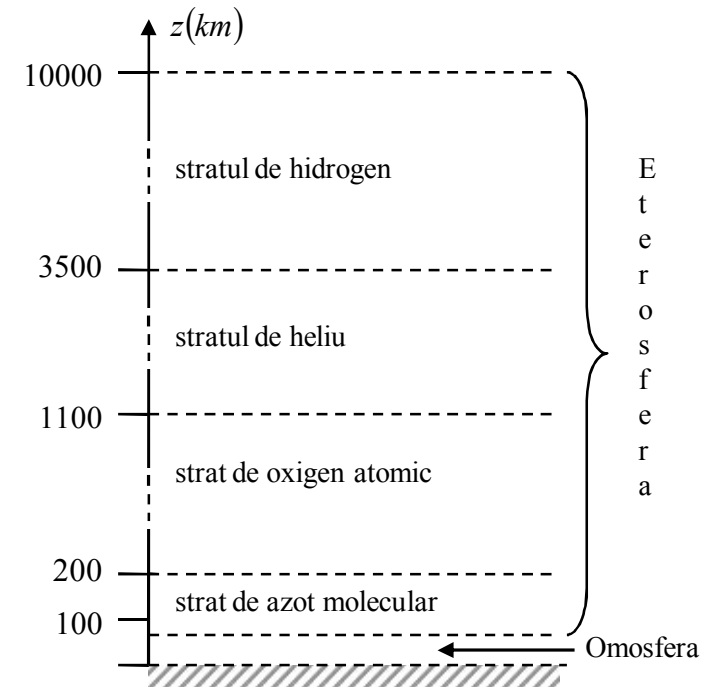 z(km)
10000
stratul de hidrogen
3500
stratul de heliu
1100
strat de oxigen atomic
200
strat de azot molecular
100
Omosfera
E
t
e
r
o
s
f
e
r
a